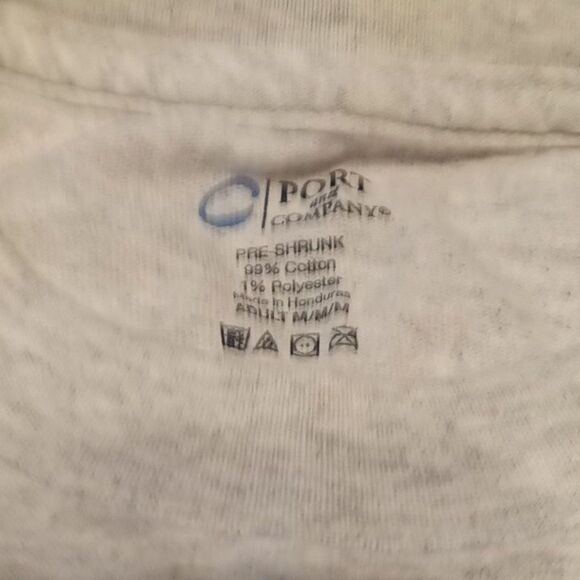 PORT
and
COMPANY®
PRE-SHRUNK
99% Cotton
1% Polyester
Made in Honduras
ADULT M/M/M